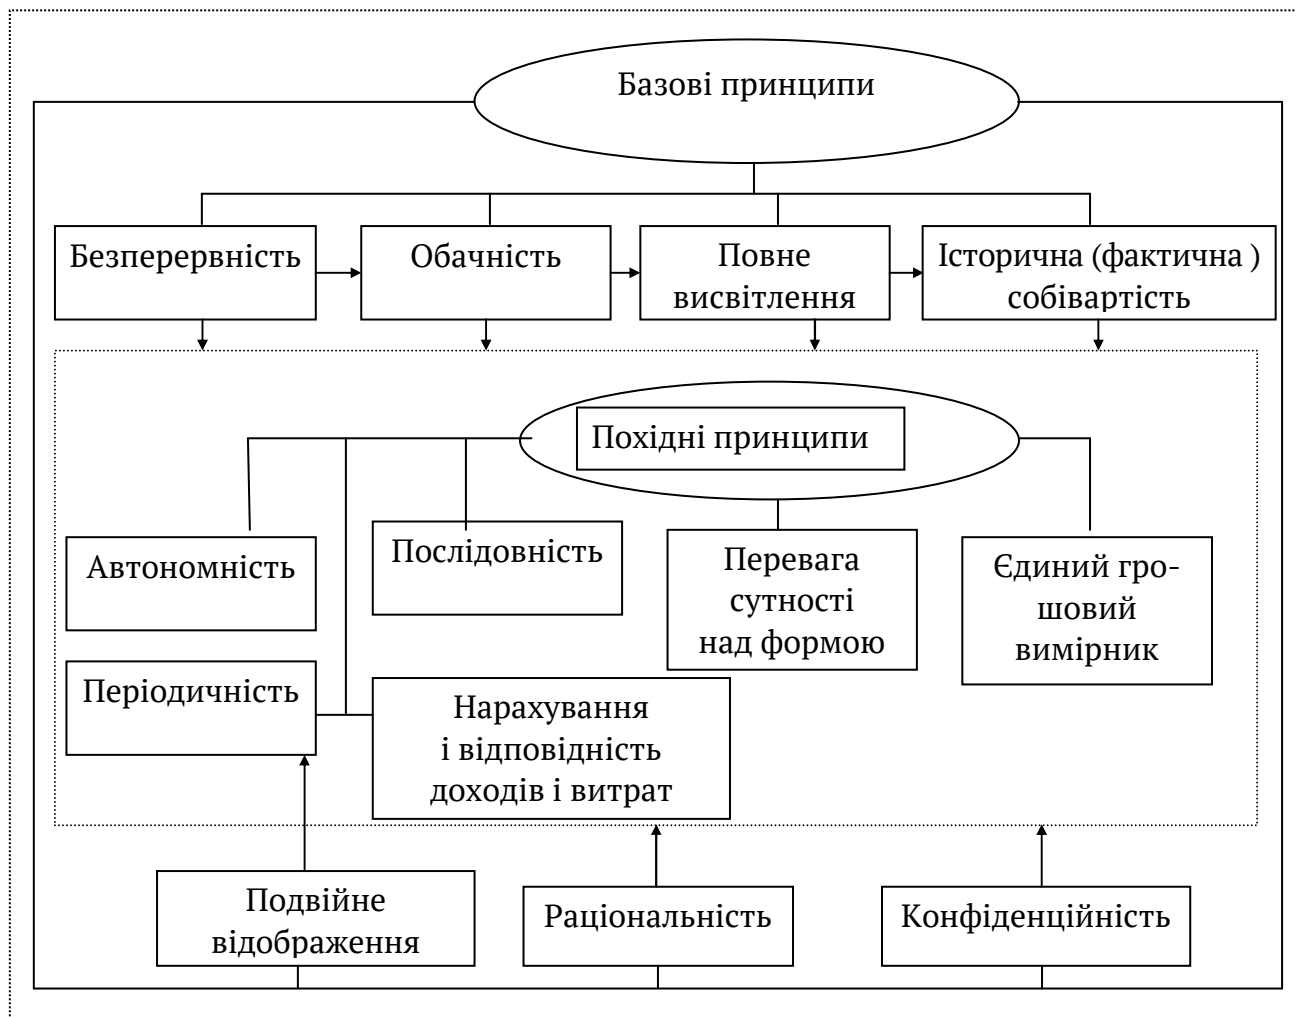 Базові принципи
Безперервність
Обачність
Повне
висвітлення
Історична (фактична )
собівартість
Похідні принципи
Автономність
Послідовність
Перевага
сутності
над формою
Єдиний гро-
шовий
вимірник
Періодичність
Нарахування
і відповідність
доходів і витрат
Подвійне
відображення
Раціональність
Конфіденційність